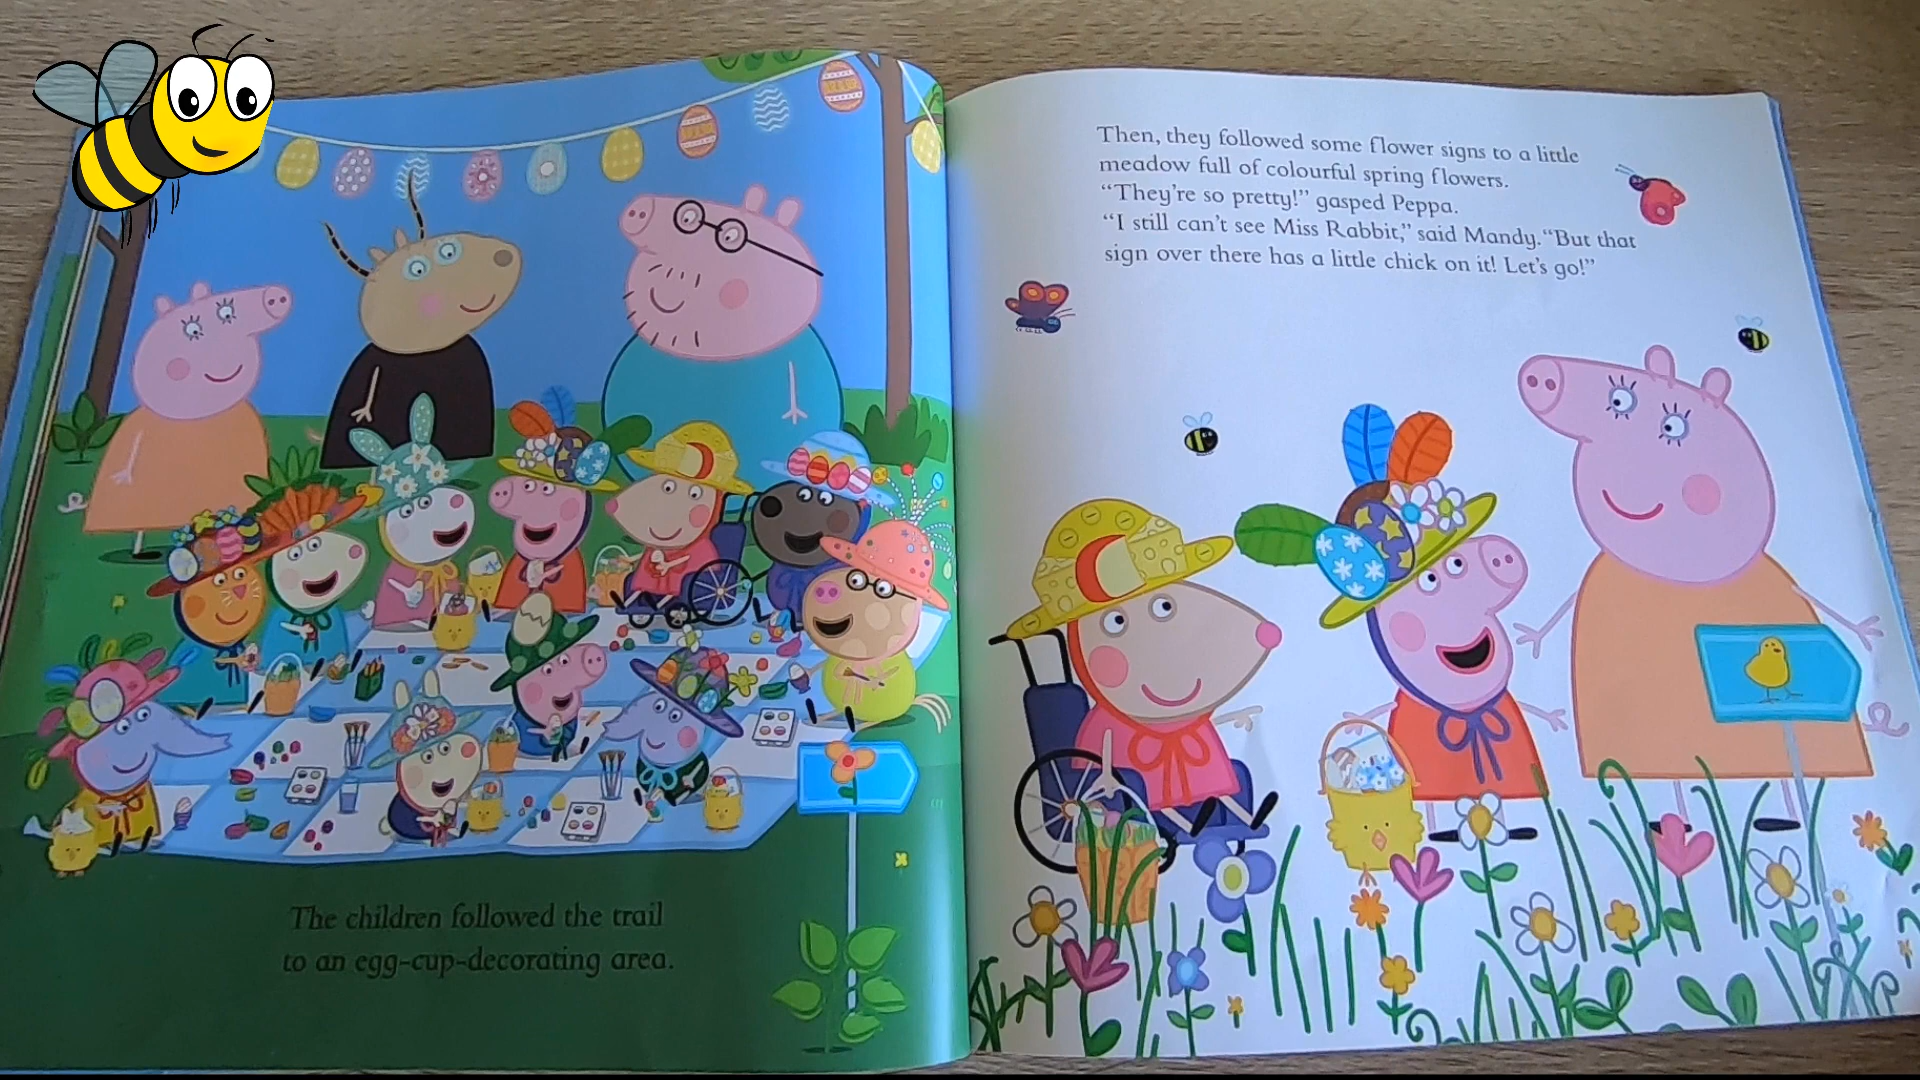 The children followed the trail
to an egg-cup-decorating area.
Then, they followed some flower signs to a little
meadow full of colourful spring flowers.
“They’re so pretty!” gasped Peppa.
“I still can’t see Miss Rabbit,” said Mandy. “But that
sign over there has a little chick on it! Let’s go!”